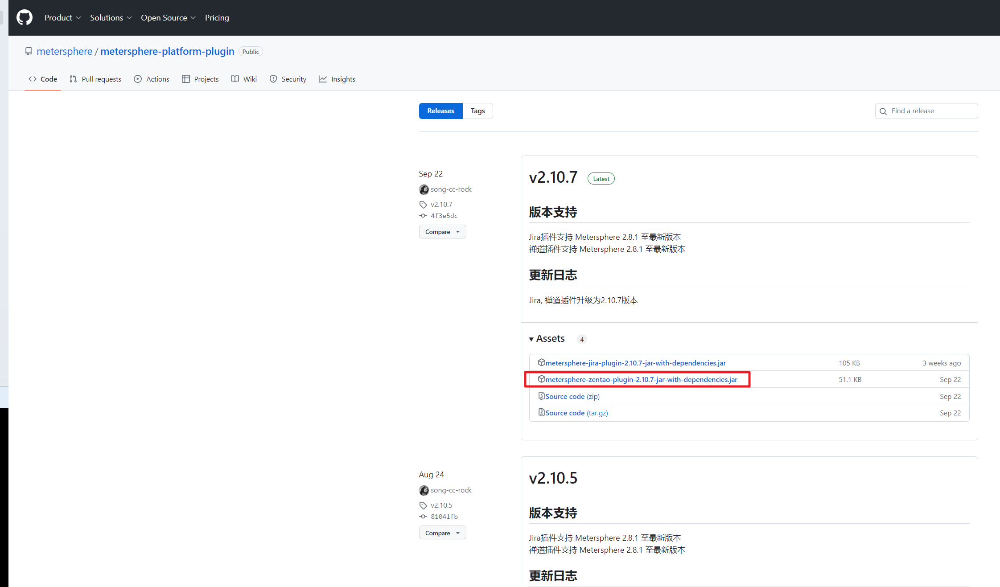 Product Solutions Open Source Pricing
metersphere / metersphere-platform-plugin Public
Code Pull requests Actions Projects Wiki Security Insights
Releases Tags Find a release
Sep 22
song-cc-rock
v2.10.7
4f3e5dc
Compare
v2.10.7 Latest
版本支持
Jira插件支持 Metersphere 2.8.1 至最新版本
禅道插件支持 Metersphere 2.8.1 至最新版本
更新日志
Jira, 禅道插件升级为2.10.7版本
Assets 4
metersphere-jira-plugin-2.10.7-jar-with-dependencies.jar 105 KB 3 weeks ago
metersphere-zentao-plugin-2.10.7-jar-with-dependencies.jar 51.1 KB Sep 22
Source code (zip) Sep 22
Source code (tar.gz) Sep 22
Aug 24
song-cc-rock
v2.10.5
81041fb
Compare
v2.10.5
版本支持
Jira插件支持 Metersphere 2.8.1 至最新版本
禅道插件支持 Metersphere 2.8.1 至最新版本
更新日志